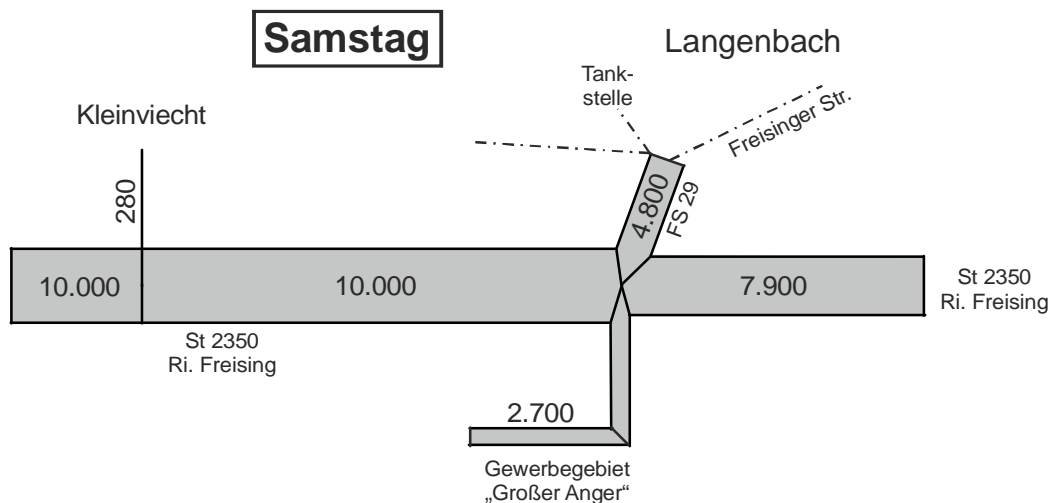 Samstag
Langenbach
Tank-
stelle
Kleinviecht
Freisinger Str.
280
4.800
FS 29
10.000
10.000
7.900
St 2350
Ri. Freising
St 2350
Ri. Freising
2.700
Gewerbegebiet
„Großer Anger“